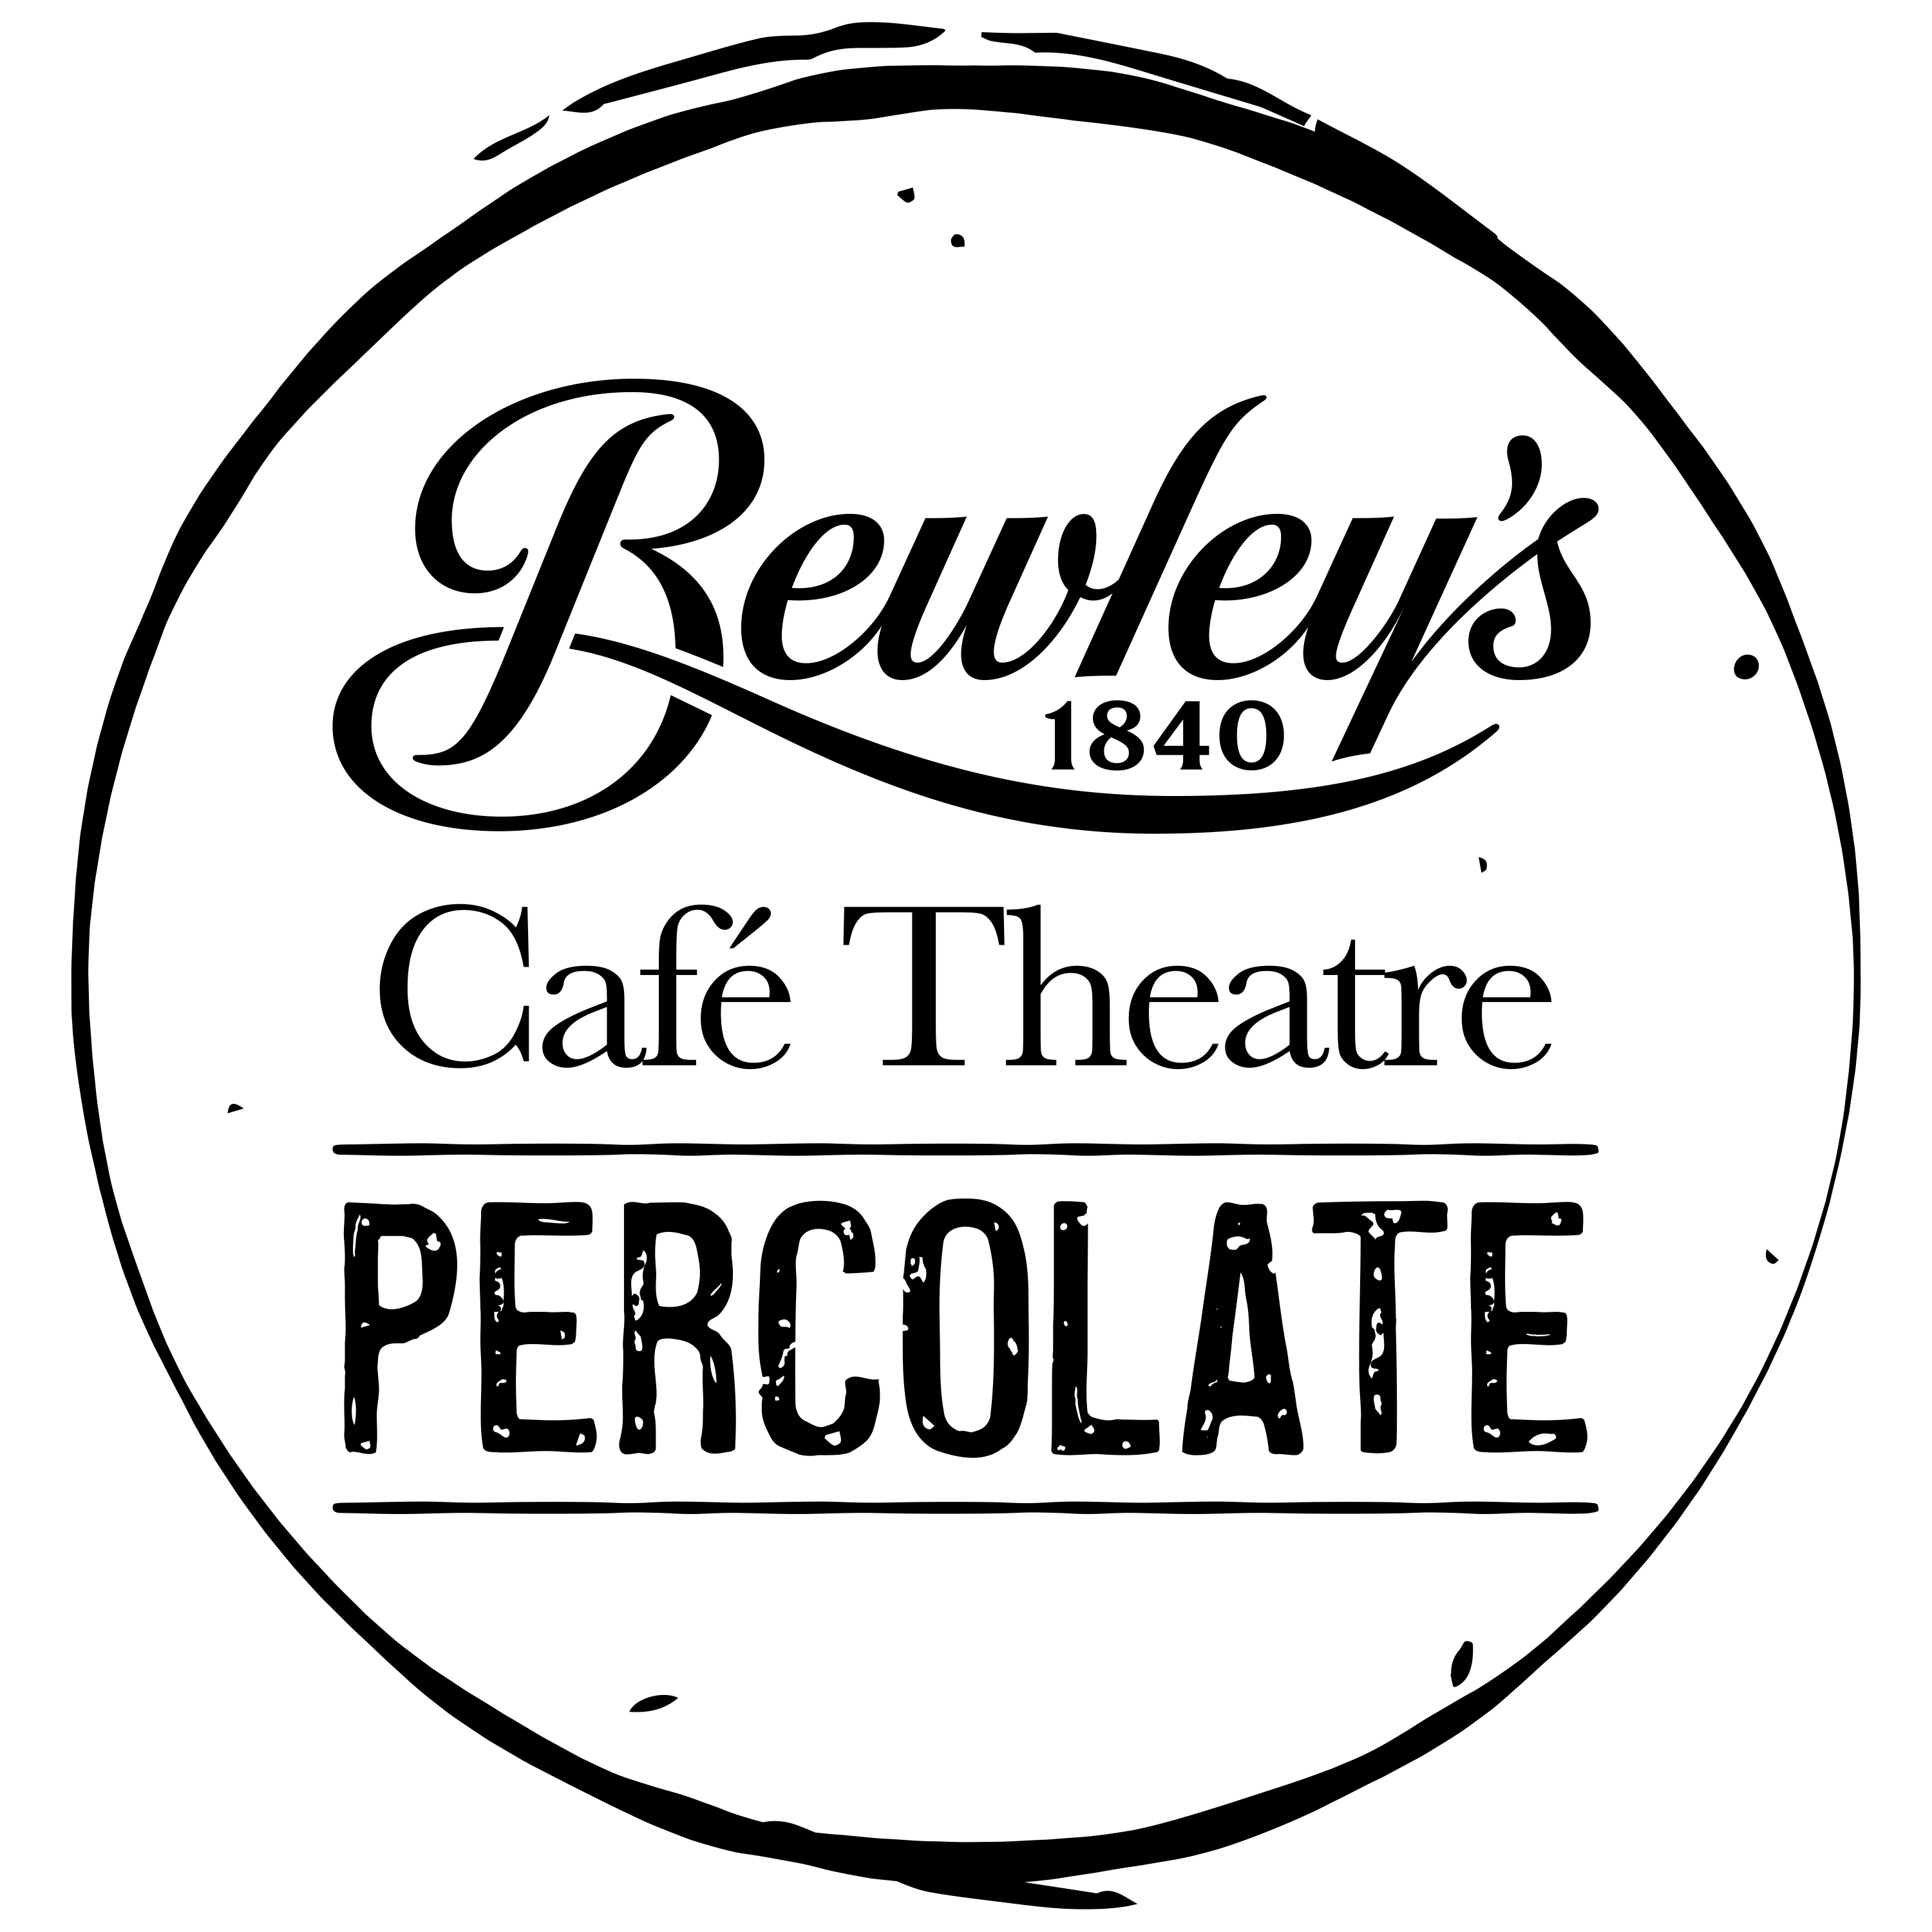 Bewley's
1840
Café Theatre
PERCOLATE